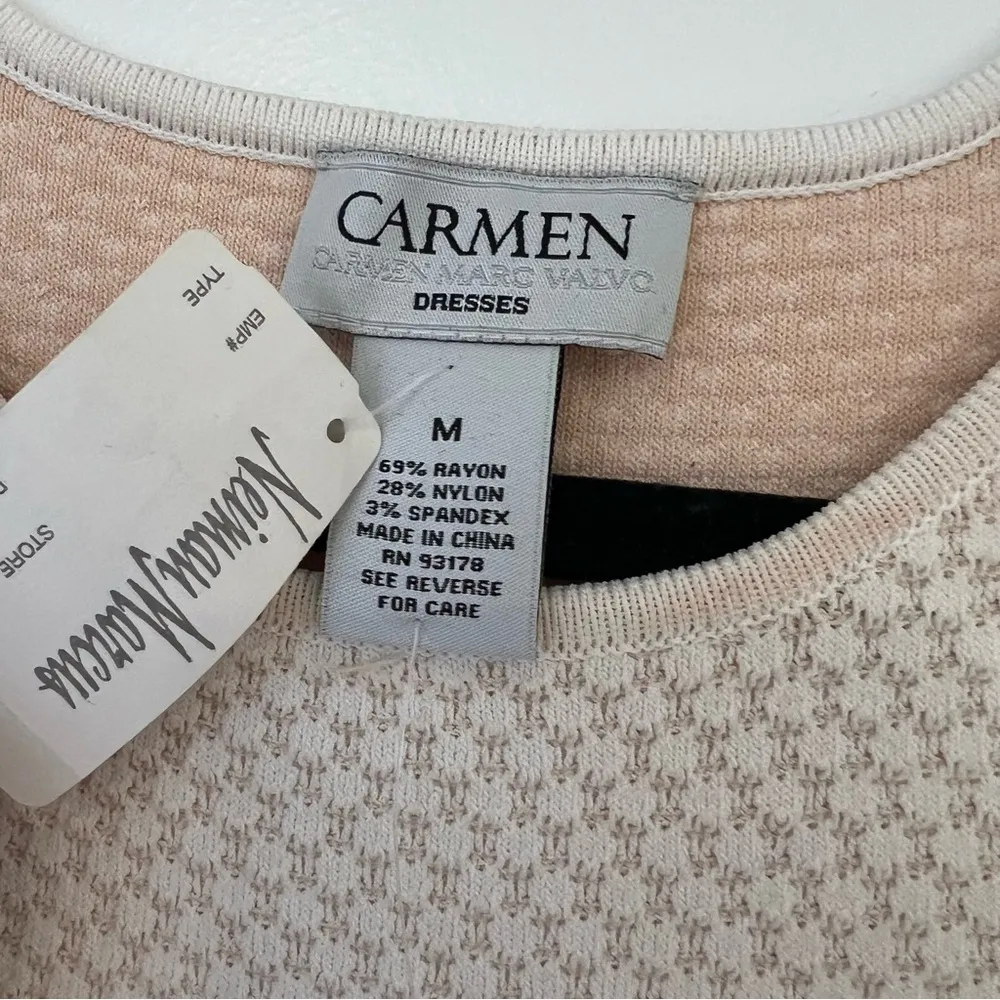 CARMEN
CARMEN MARC VALVO
DRESSES
M
69% RAYON
28% NYLON
3% SPANDEX
MADE IN CHINA
RN 93178
SEE REVERSE
FOR CARE
TYPE
EMP#
Neiman Marcus
STORE